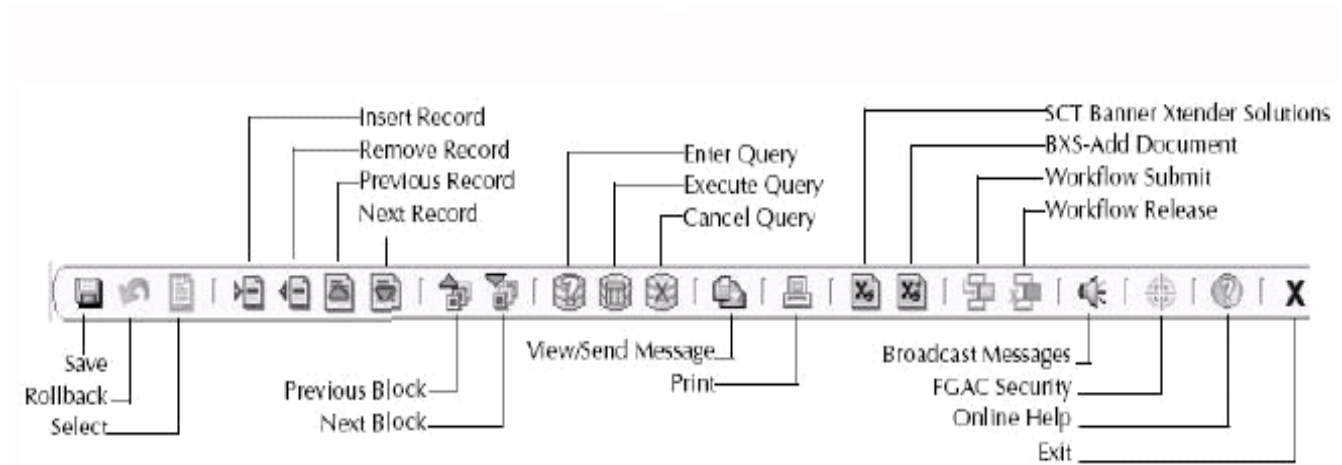 Insert Record
Remove Record
Previous Record
Next Record
Enter Query
Execute Query
Cancel Query
SCT Banner Xtender Solutions
BXS-Add Document
Workflow Submit
Workflow Release
Save
Rollback
Select
Previous Block
Next Block
View/Send Message
Print
Broadcast Messages
FGAC Security
Online Help
Exit